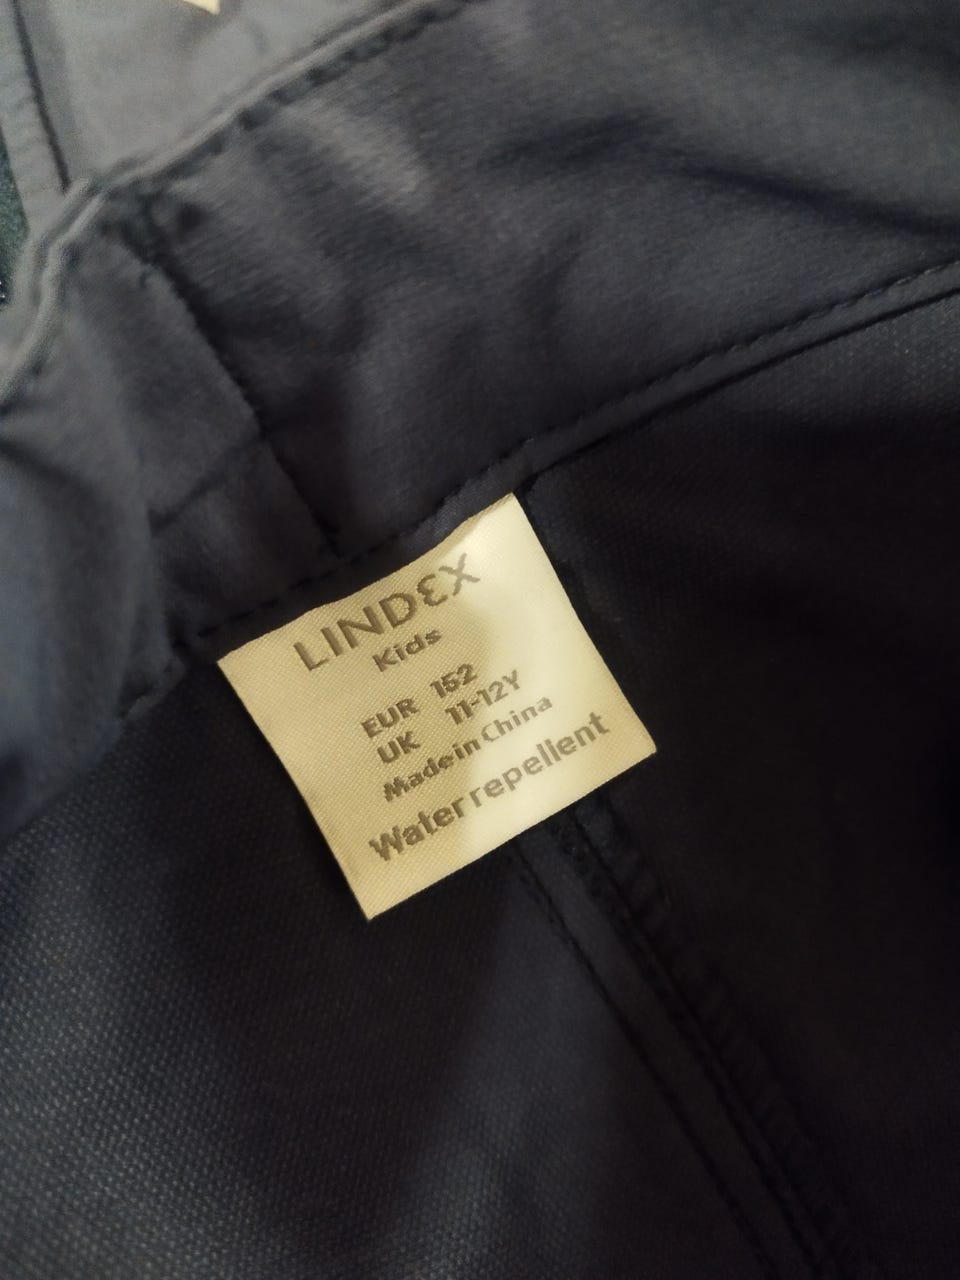 LINDEX
Kids
EUR 152
UK 11-12Y
Made in China
Water repellent